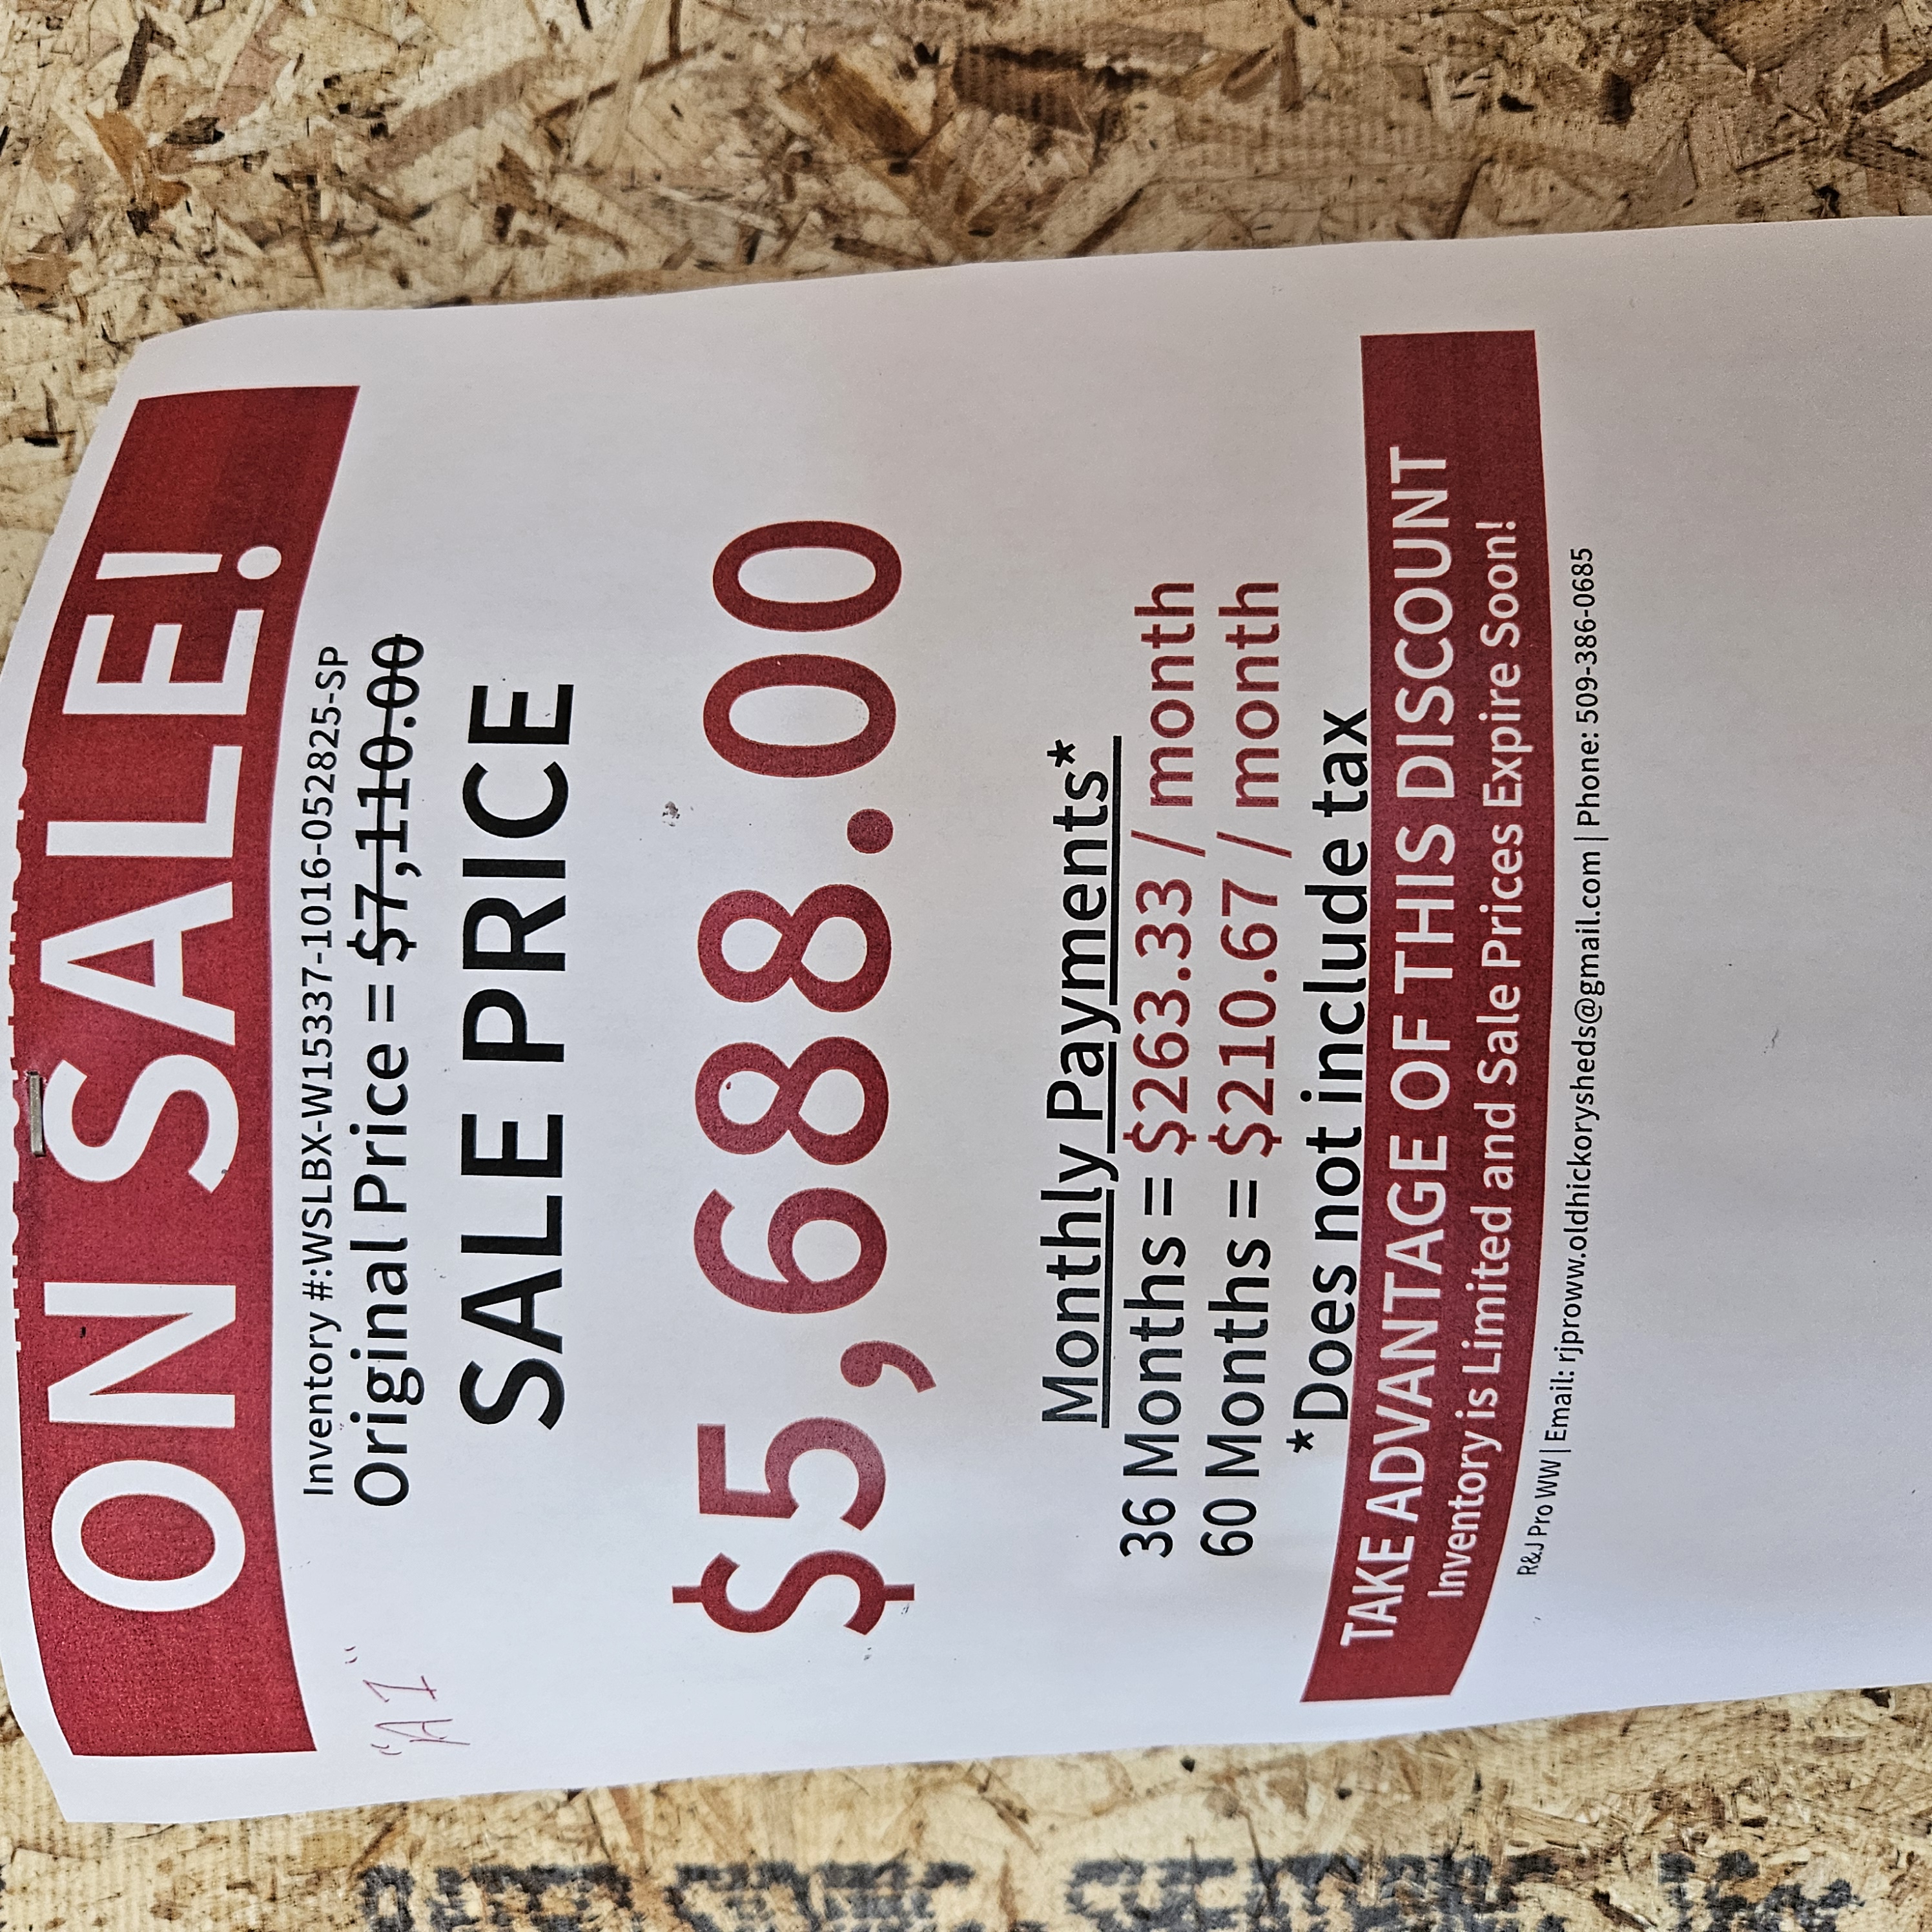 ON SALE!
Inventory #:WSLBX-W15337-1016-052825-SP
"A1"
Original Price = $7,110.00
SALE PRICE
$5,688.00
Monthly Payments*
36 Months = $263.33 / month
60 Months = $210.67 / month
*Does not include tax
TAKE ADVANTAGE OF THIS DISCOUNT
Inventory is Limited and Sale Prices Expire Soon!
R&J Pro WW | Email: rjproww.oldhickorysheds@gmail.com | Phone: 509-386-0685